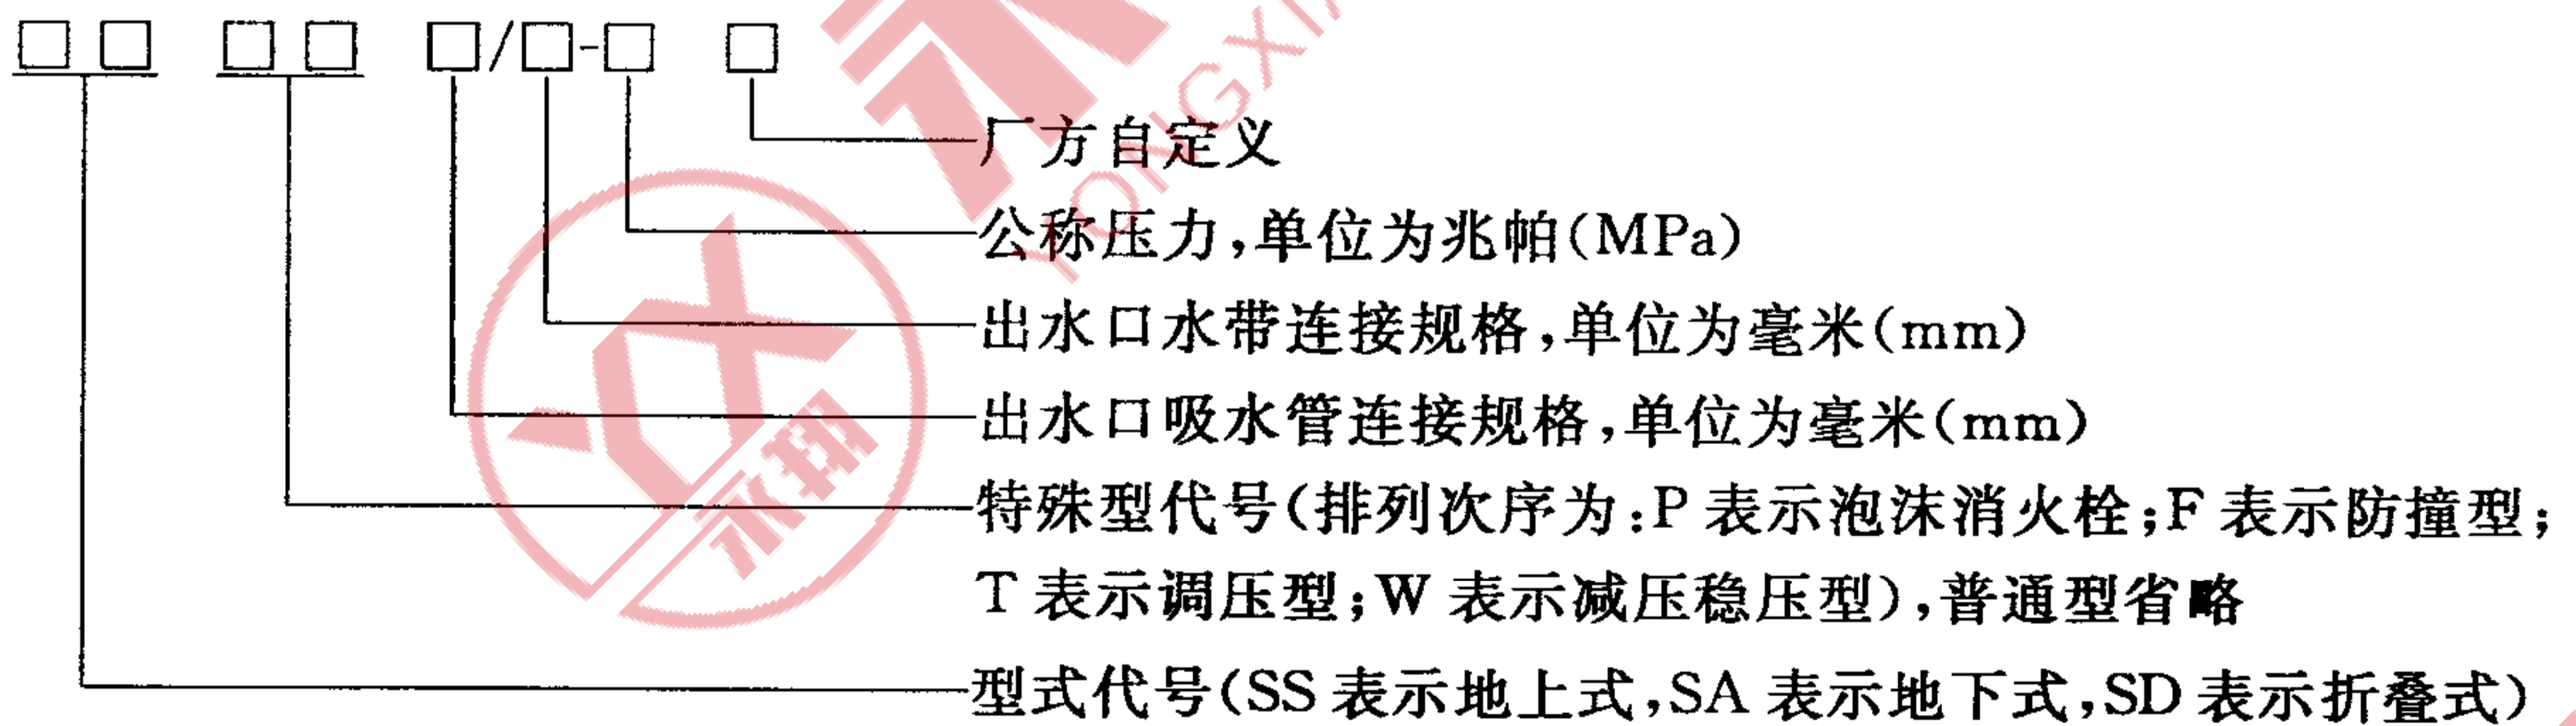 □□ □□ □/□-□ □
厂方自定义
公称压力,单位为兆帕(MPa)
出水口水带连接规格,单位为毫米(mm)
出水口吸水管连接规格,单位为毫米(mm)
特殊型代号(排列次序为:P表示泡沫消火栓;F表示防撞型;
T表示调压型;W表示减压稳压型),普通型省略
型式代号(SS表示地上式,SA表示地下式,SD表示折叠式)
永翔